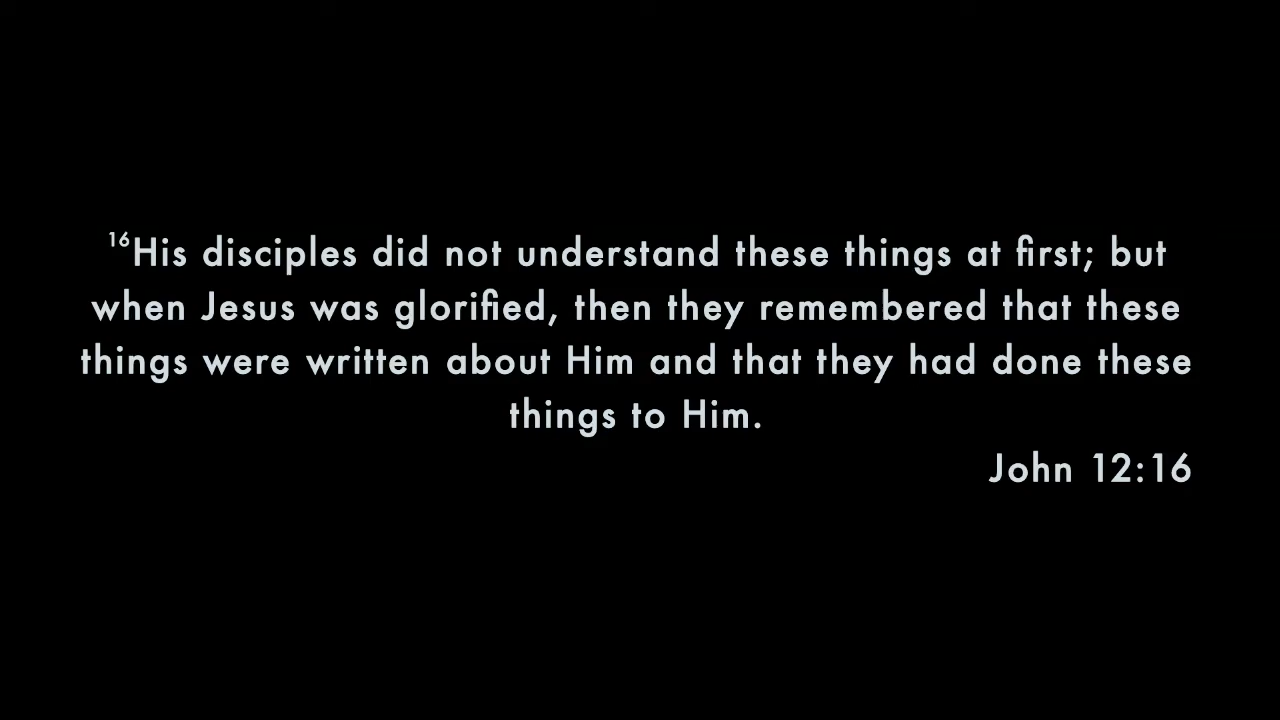 ¹⁶His disciples did not understand these things at first; but
when Jesus was glorified, then they remembered that these
things were written about Him and that they had done these
things to Him.
John 12:16